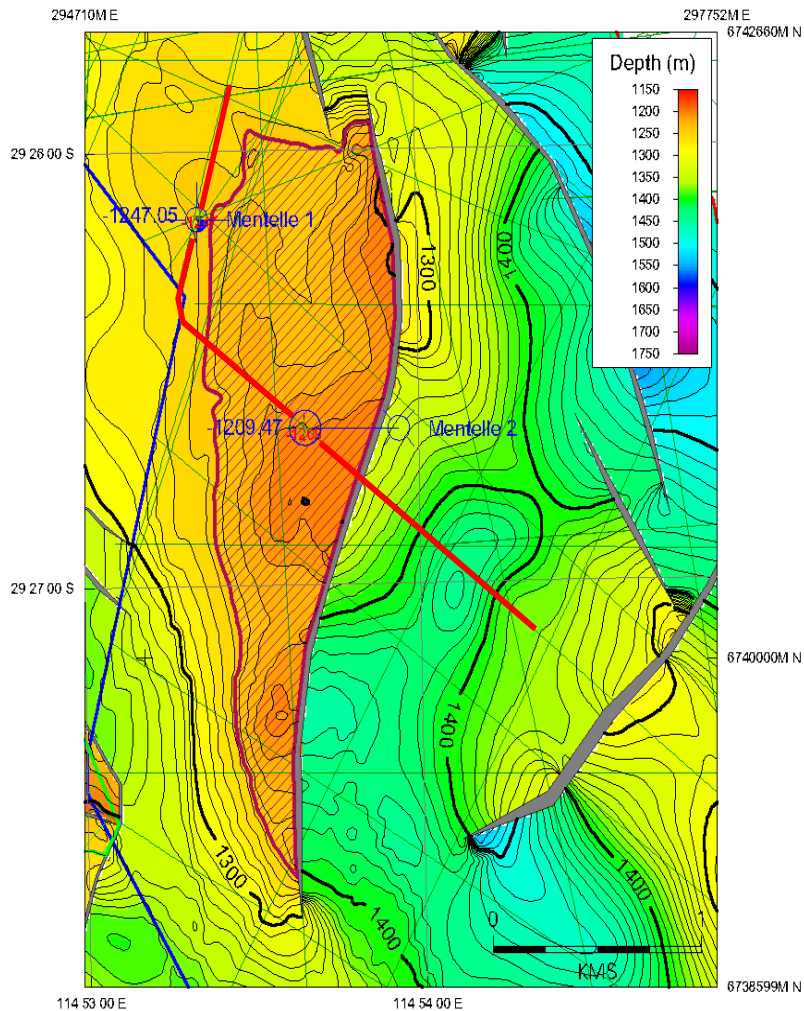 294710M E
297752M E
6742660M N
Depth (m)
1150
1200
1250
1300
1350
1400
1450
1500
1550
1600
1650
1700
1750
29 26 00 S
-1247.05
Mentelle 1
1300
1400
-1209.47
Mentelle 2
29 27 00 S
6740000M N
1400
1300
1400
1400
0
1
KMS
6738599M N
114 53 00 E
114 54 00 E